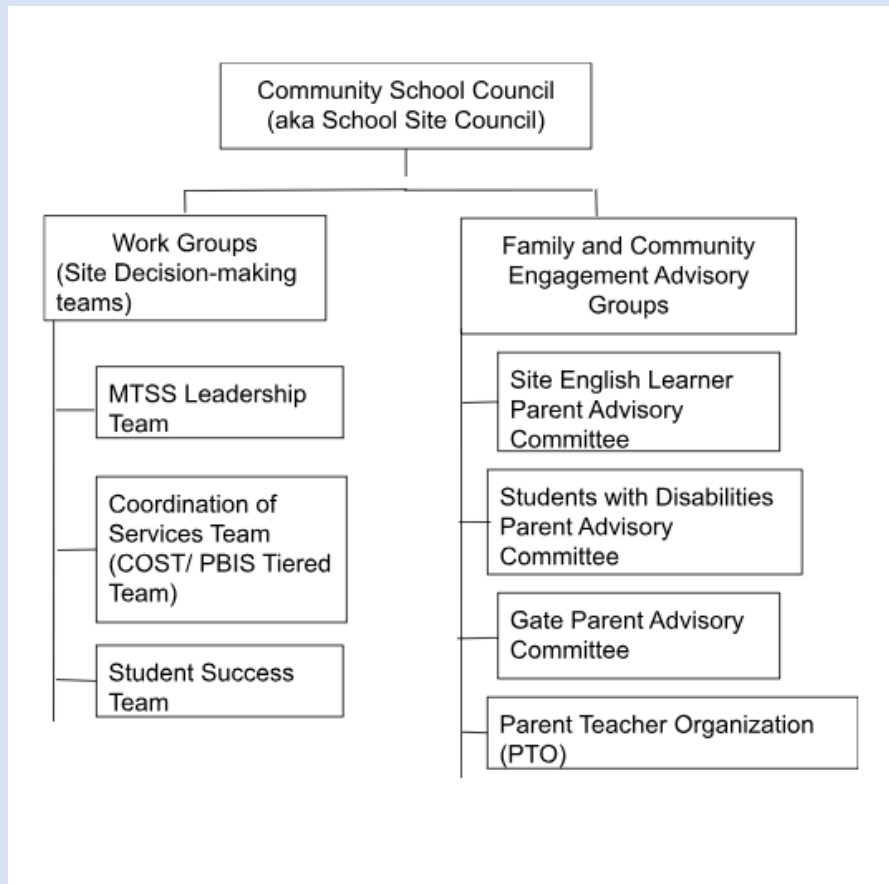 Community School Council
(aka School Site Council)
Work Groups
(Site Decision-making
teams)
MTSS Leadership
Team
Coordination of
Services Team
(COST/ PBIS Tiered
Team)
Student Success
Team
Family and Community
Engagement Advisory
Groups
Site English Learner
Parent Advisory
Committee
Students with Disabilities
Parent Advisory
Committee
Gate Parent Advisory
Committee
Parent Teacher Organization
(PTO)